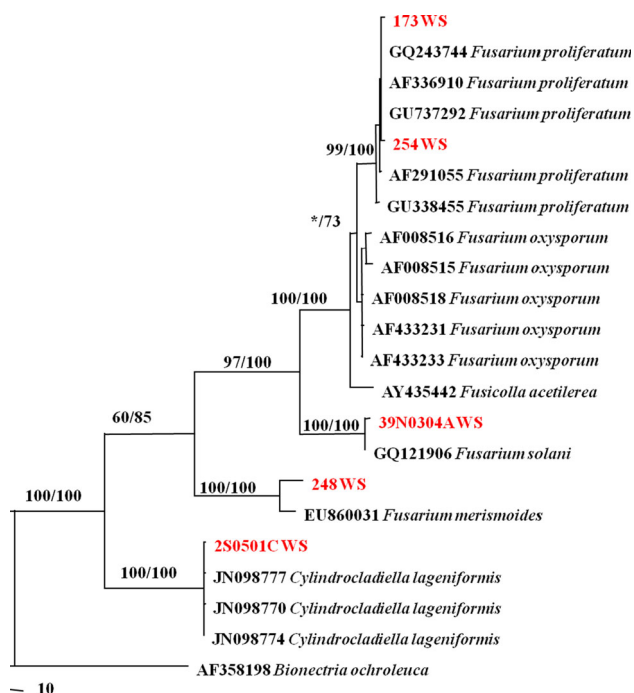 173WS
GQ243744 Fusarium proliferatum
AF336910 Fusarium proliferatum
GU737292 Fusarium proliferatum
254WS
99/100
AF291055 Fusarium proliferatum
GU338455 Fusarium proliferatum
*/73
AF008516 Fusarium oxysporum
AF008515 Fusarium oxysporum
100/100
AF008518 Fusarium oxysporum
AF433231 Fusarium oxysporum
97/100
AF433233 Fusarium oxysporum
AY435442 Fusicolla acetilerea
60/85
39N0304AWS
100/100
GQ121906 Fusarium solani
100/100
248WS
100/100
EU860031 Fusarium merismoides
2S0501CWS
100/100
JN098777 Cylindrocladiella lageniformis
JN098770 Cylindrocladiella lageniformis
JN098774 Cylindrocladiella lageniformis
AF358198 Bionectria ochroleuca
10